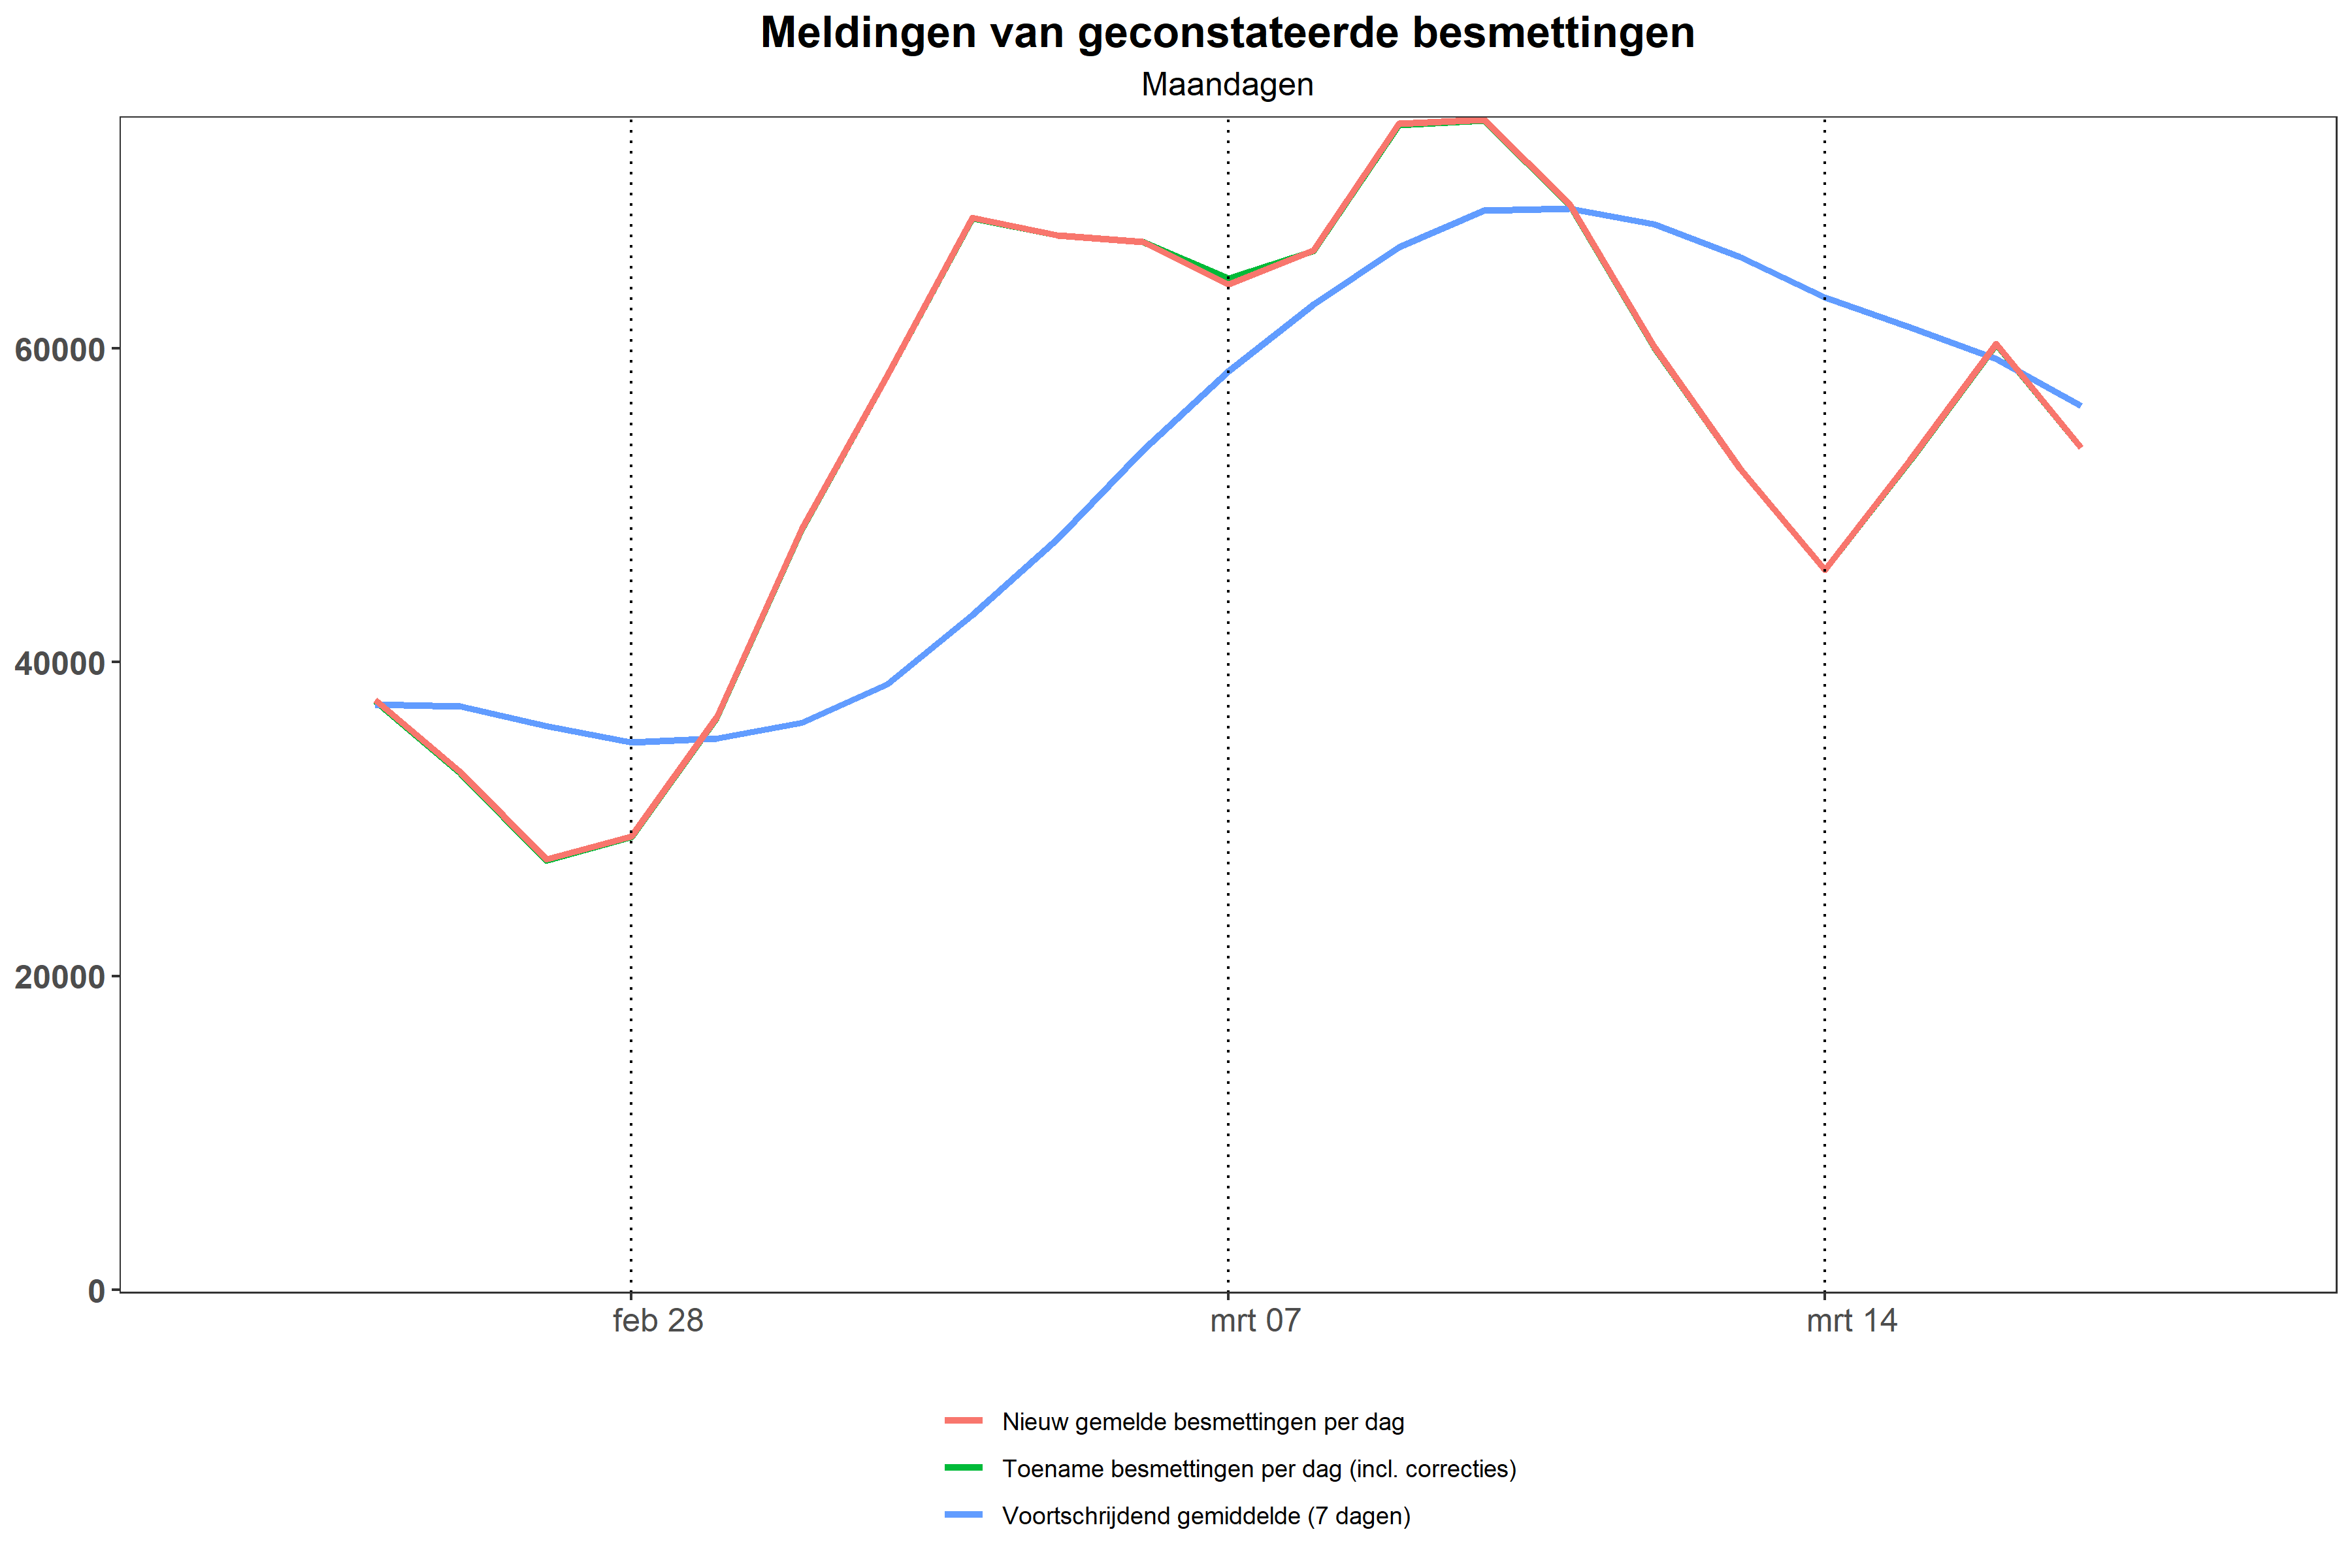 Meldingen van geconstateerde besmettingen
Maandagen
60000
40000
20000
0
feb 28
mrt 07
mrt 14
Nieuw gemelde besmettingen per dag
Toename besmettingen per dag (incl. correcties)
Voortschrijdend gemiddelde (7 dagen)